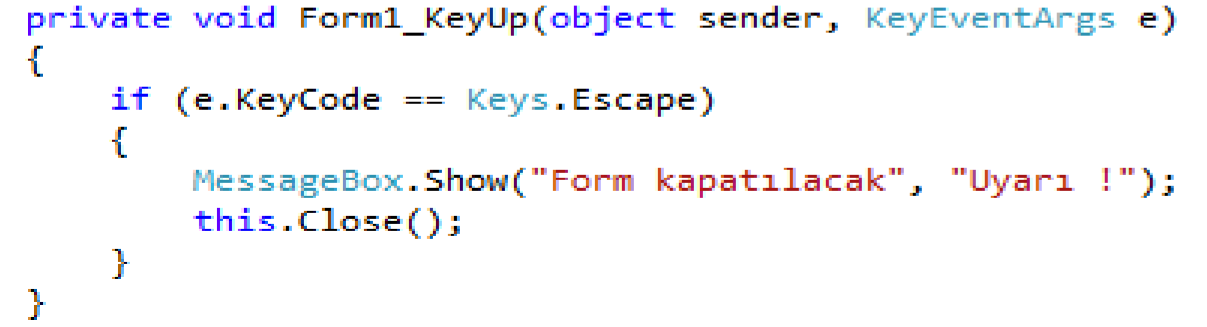 private void Form1_KeyUp(object sender, KeyEventArgs e)
{
    if (e.KeyCode == Keys.Escape)
    {
        MessageBox.Show("Form kapatılacak", "Uyarı !");
        this.Close();
    }
}